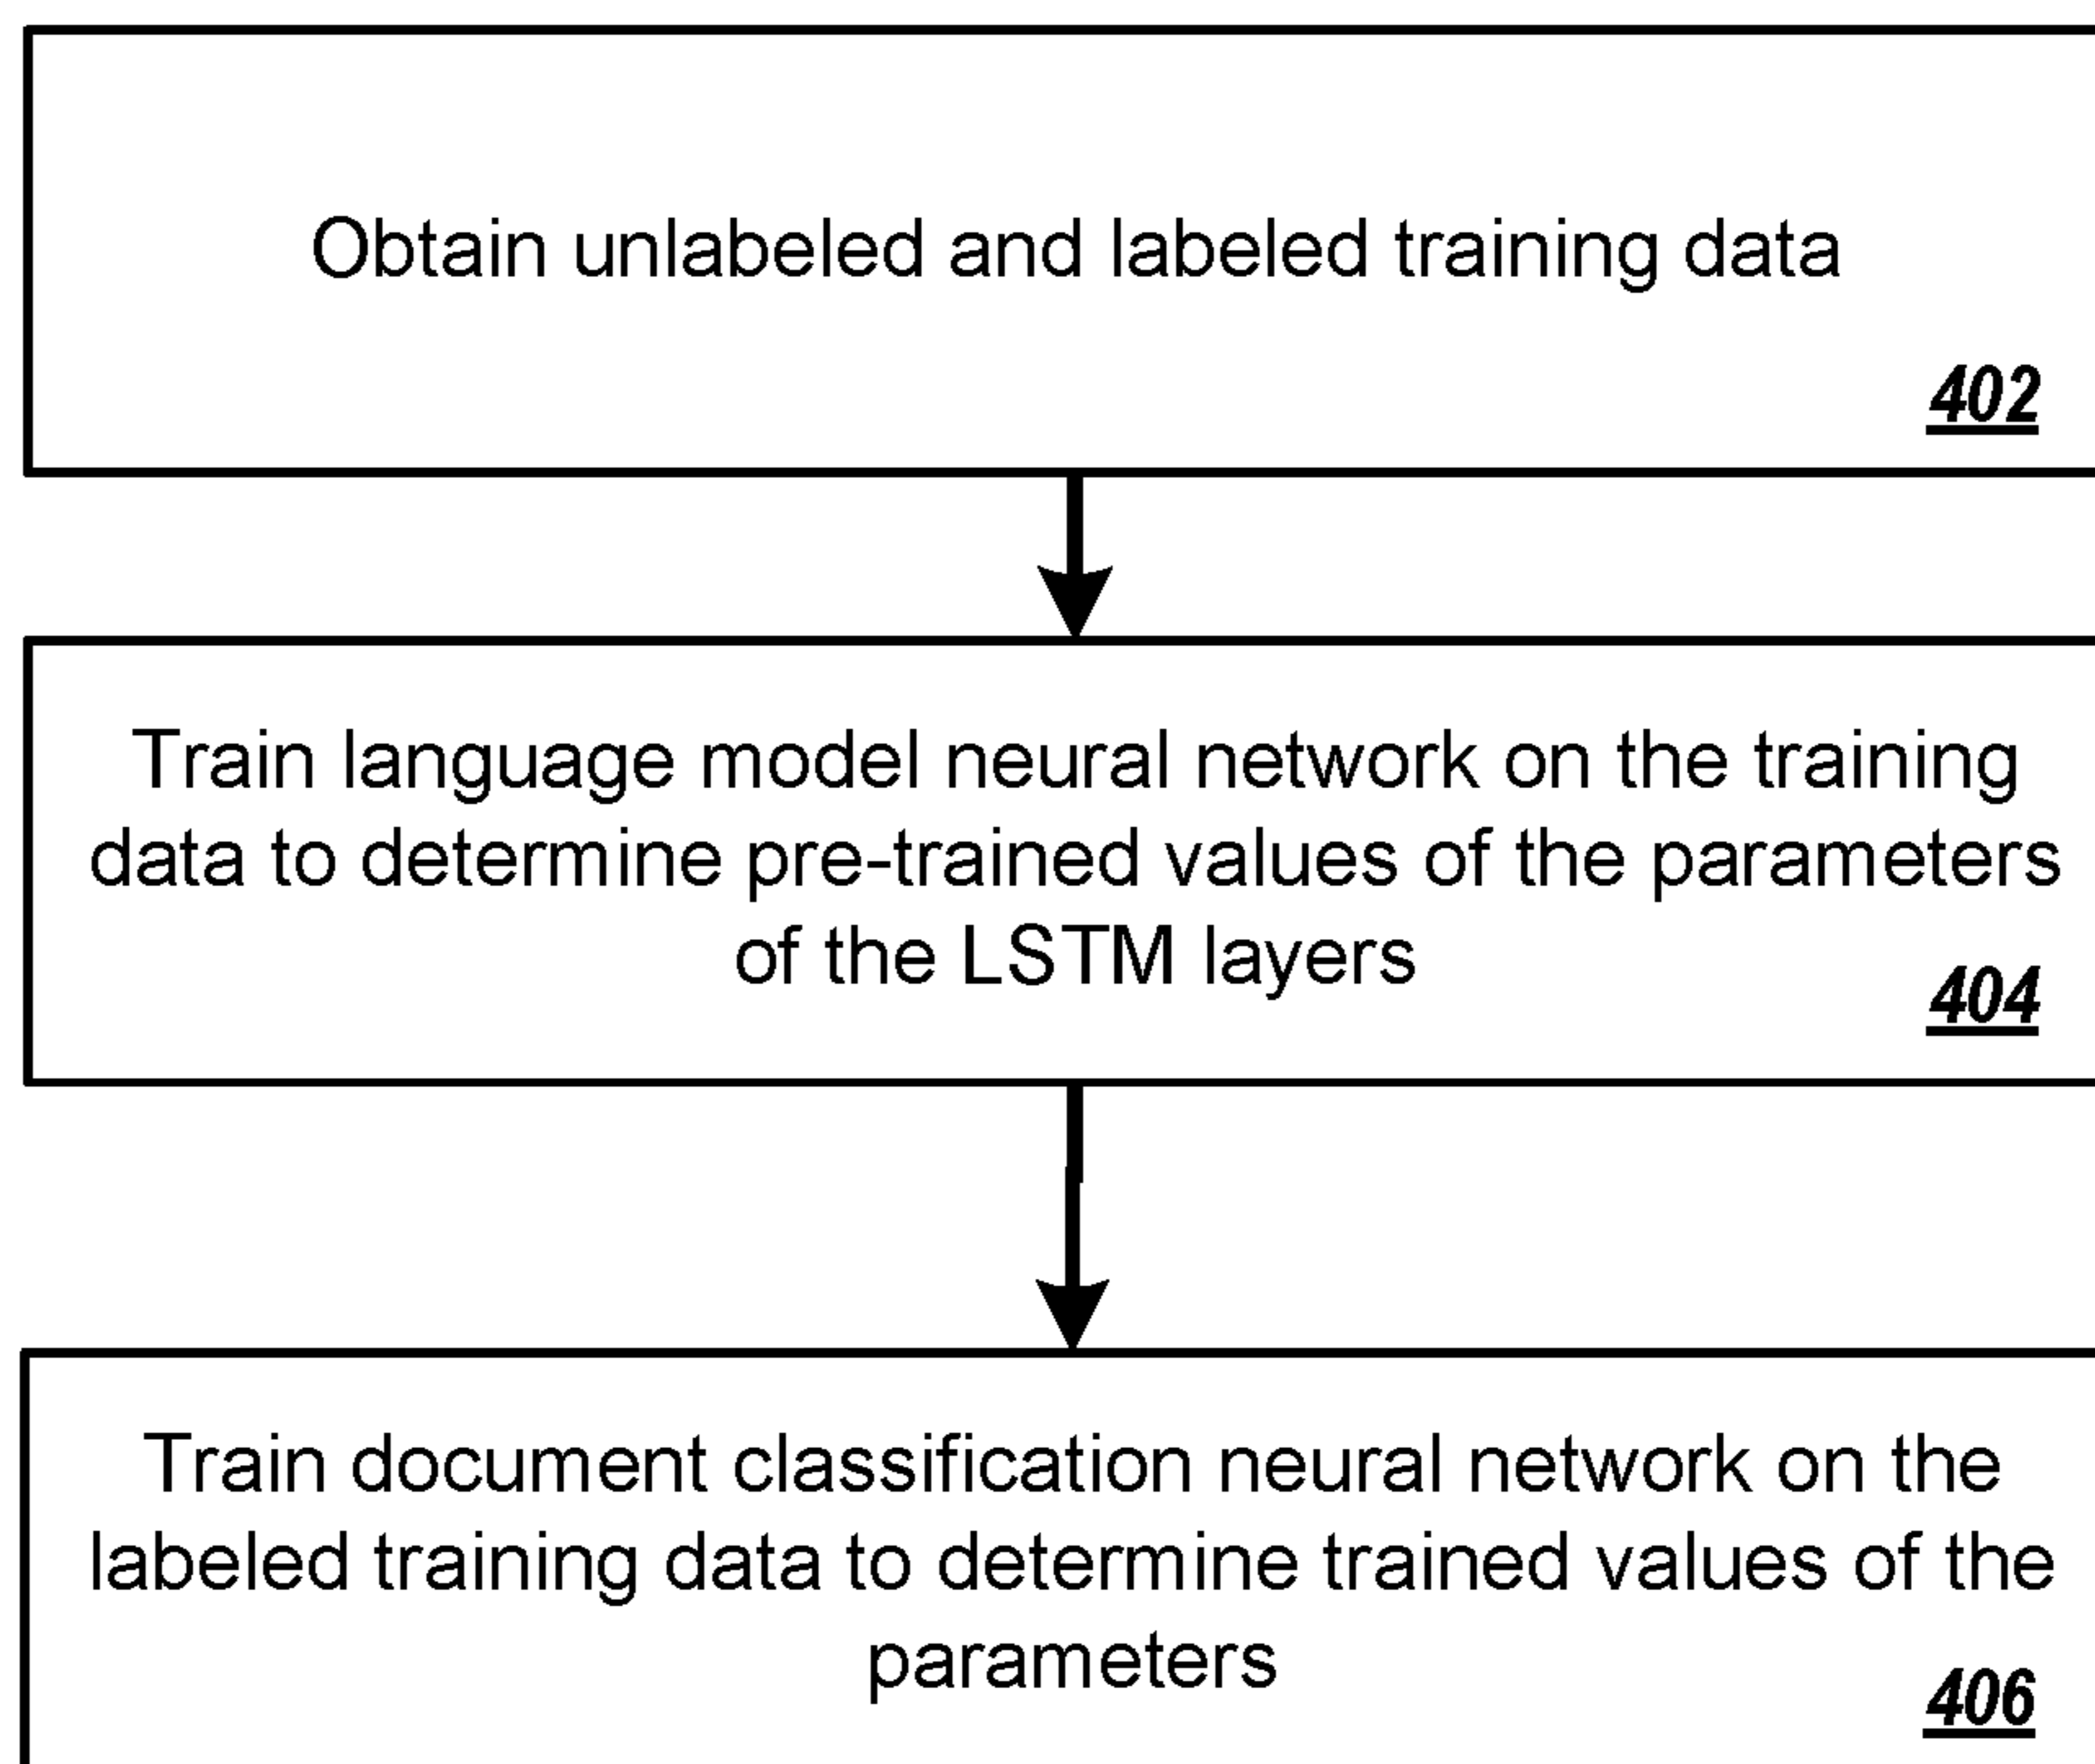 Obtain unlabeled and labeled training data
402
Train language model neural network on the training
data to determine pre-trained values of the parameters
of the LSTM layers
404
Train document classification neural network on the
labeled training data to determine trained values of the
parameters
406